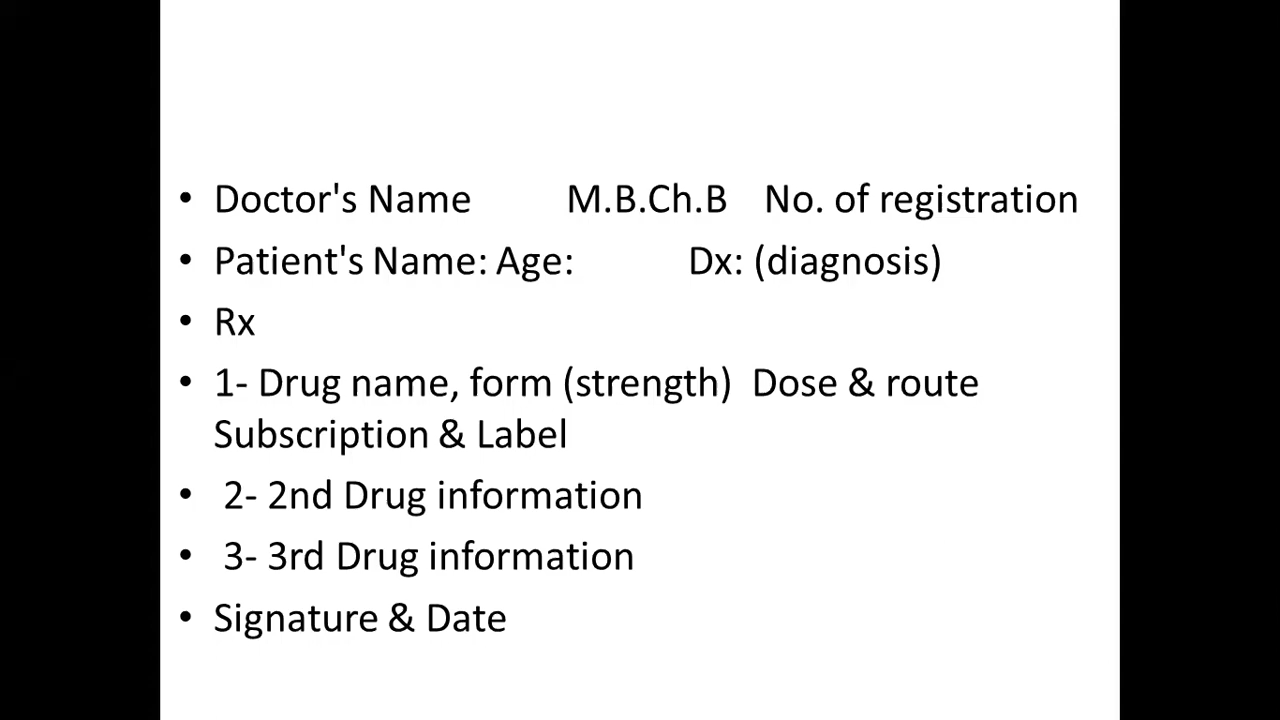 • Doctor's Name M.B.Ch.B No. of registration
• Patient's Name: Age: Dx: (diagnosis)
• Rx
• 1- Drug name, form (strength) Dose & route
Subscription & Label
• 2- 2nd Drug information
• 3- 3rd Drug information
• Signature & Date